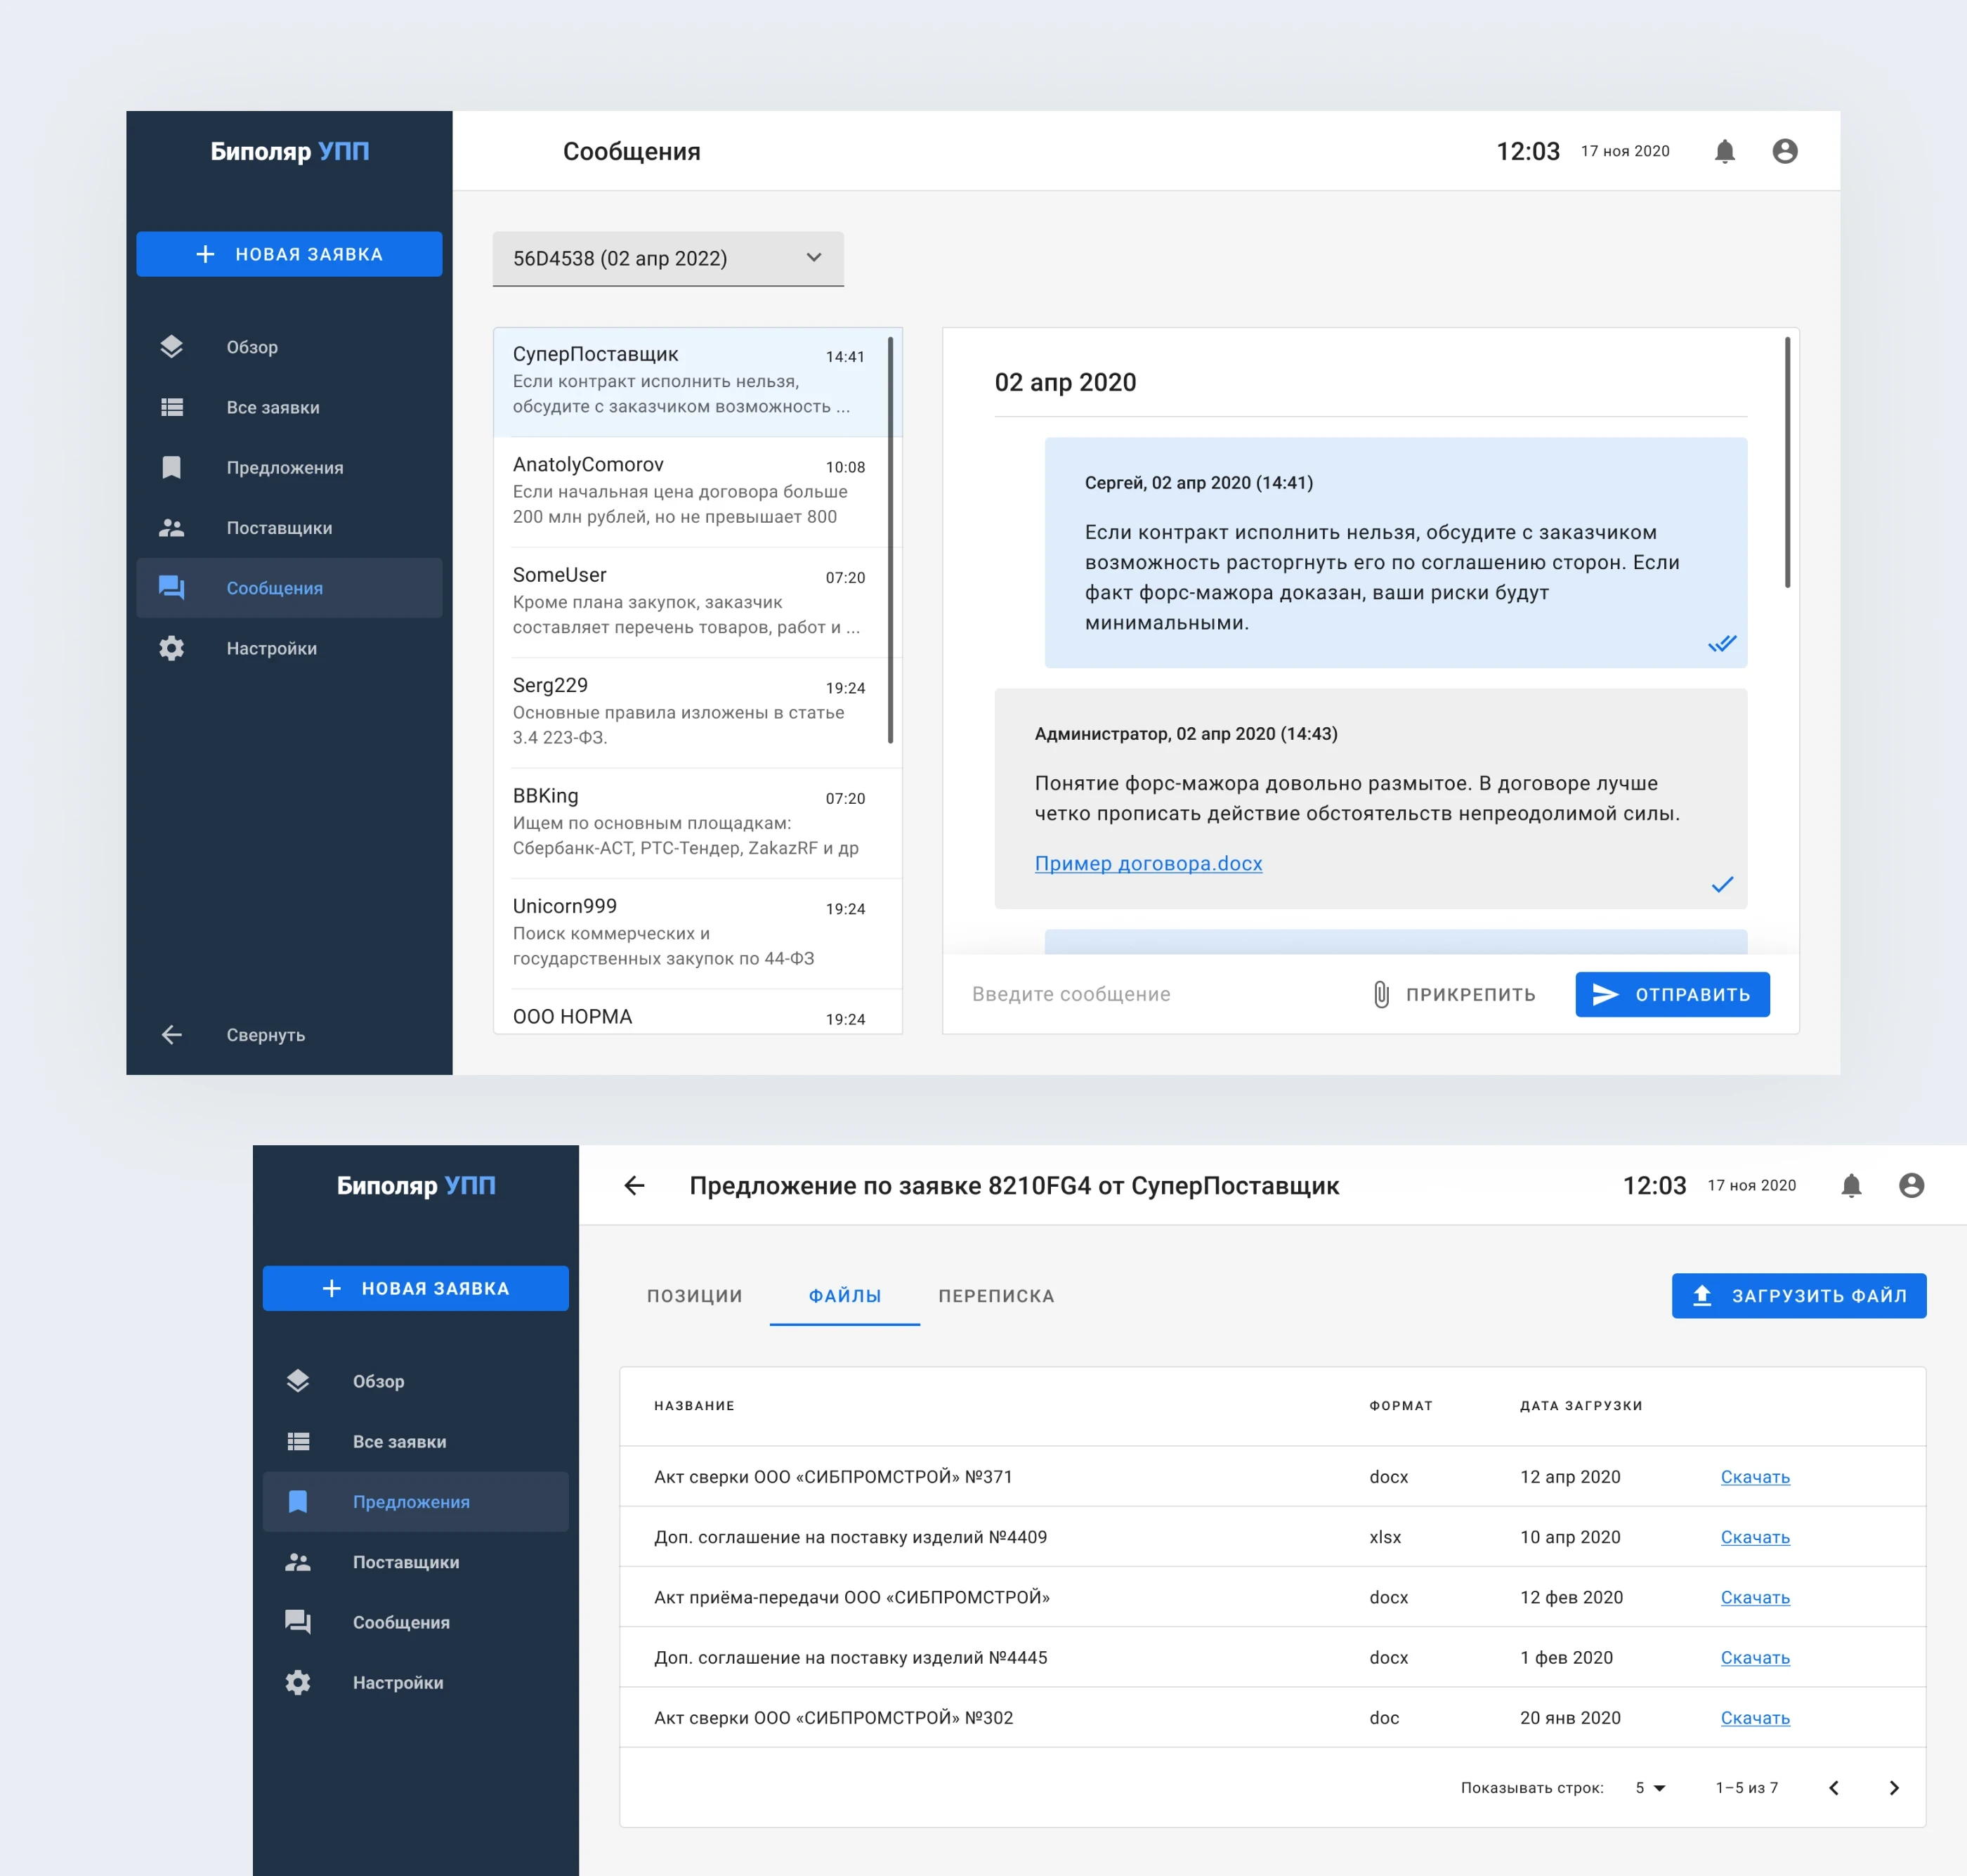 Биполяр УПП
Сообщения
12:03
17 ноя 2020
НОВАЯ ЗАЯВКА
Обзор
Все заявки
Предложения
Поставщики
Сообщения
Настройки
Свернуть
56D4538 (02 апр 2022)
СуперПоставщик
14:41
Если контракт исполнить нельзя,
обсудите с заказчиком возможность ...
AnatolyComorov
10:08
Если начальная цена договора больше
200 млн рублей, но не превышает 800
SomeUser
07:20
Кроме плана закупок, заказчик
составляет перечень товаров, работ и ...
Serg229
19:24
Основные правила изложены в статье
3.4 223-ФЗ.
BBKing
07:20
Ищем по основным площадкам:
Сбербанк-АСТ, РТС-Тендер, ZakazRF и др
Unicorn999
19:24
Поиск коммерческих и
государственных закупок по 44-ФЗ
ООО НОРМА
19:24
02 апр 2020
Сергей, 02 апр 2020 (14:41)
Если контракт исполнить нельзя, обсудите с заказчиком
возможность расторгнуть его по соглашению сторон. Если
факт форс-мажора доказан, ваши риски будут
минимальными.
Администратор, 02 апр 2020 (14:43)
Понятие форс-мажора довольно размытое. В договоре лучше
четко прописать действие обстоятельств непреодолимой силы.
Пример договора.docx
Введите сообщение
ПРИКРЕПИТЬ
ОТПРАВИТЬ
Биполяр УПП
Предложение по заявке 8210FG4 от СуперПоставщик
12:03
17 ноя 2020
НОВАЯ ЗАЯВКА
Обзор
Все заявки
Предложения
Поставщики
Сообщения
Настройки
ПОЗИЦИИ
ФАЙЛЫ
ПЕРЕПИСКА
ЗАГРУЗИТЬ ФАЙЛ
НАЗВАНИЕ ФОРМАТ ДАТА ЗАГРУЗКИ
Акт сверки ООО «СИБПРОМСТРОЙ» №371 docx 12 апр 2020 Скачать
Доп. соглашение на поставку изделий №4409 xlsx 10 апр 2020 Скачать
Акт приёма-передачи ООО «СИБПРОМСТРОЙ» docx 12 фев 2020 Скачать
Доп. соглашение на поставку изделий №4445 docx 1 фев 2020 Скачать
Акт сверки ООО «СИБПРОМСТРОЙ» №302 doc 20 янв 2020 Скачать
Показывать строк: 5 1–5 из 7